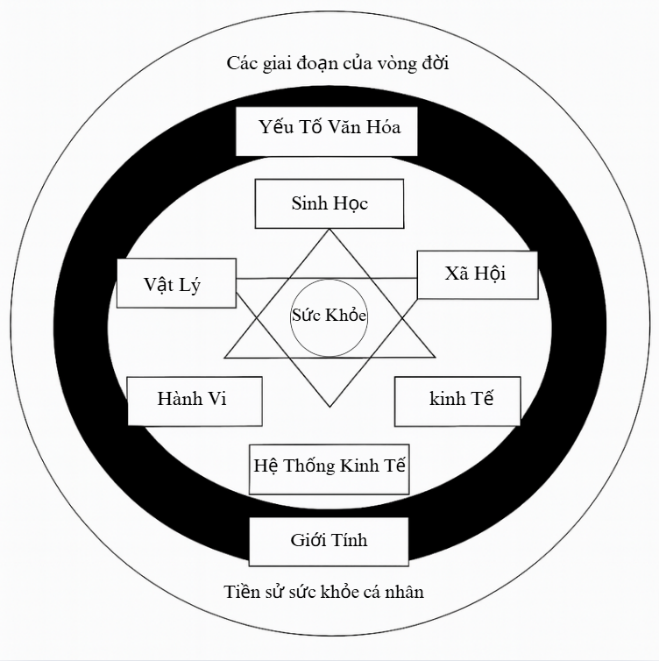 Các giai đoạn của vòng đời
Yếu Tố Văn Hóa
Sinh Học
Vật Lý
Xã Hội
Sức Khỏe
Hành Vi
kinh Tế
Hệ Thống Kinh Tế
Giới Tính
Tiền sử sức khỏe cá nhân